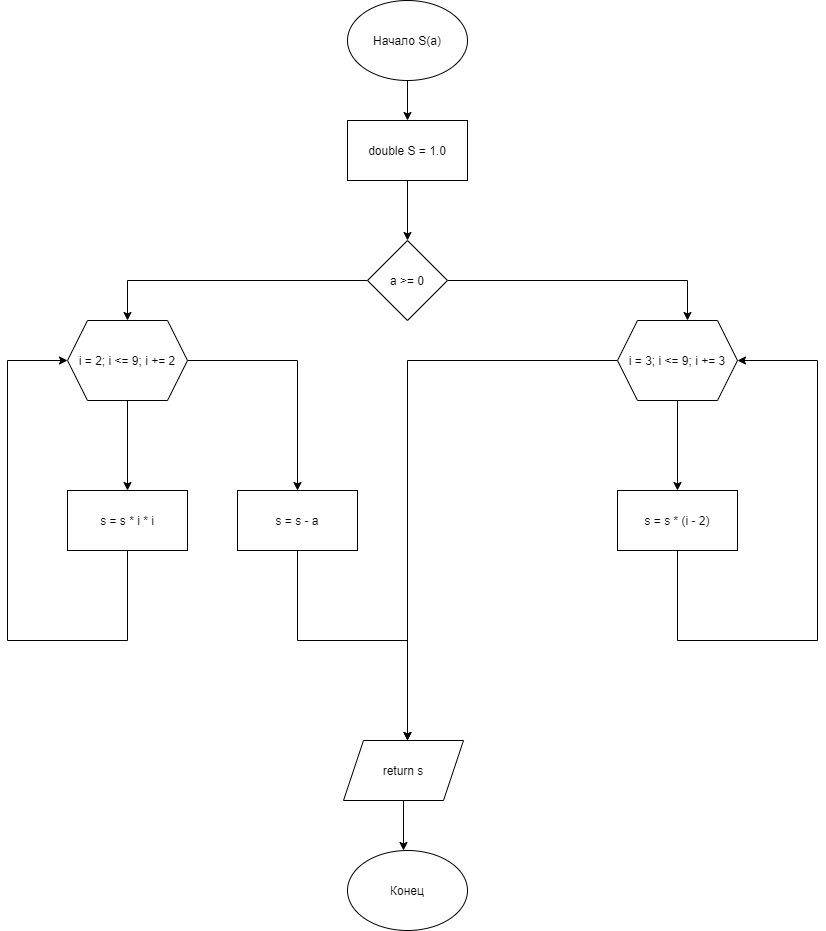 Начало S(a)
double S = 1.0
a >= 0
i = 2; i <= 9; i += 2
i = 3; i <= 9; i += 3
s = s * i * i
s = s - a
s = s * (i - 2)
return s
Конец